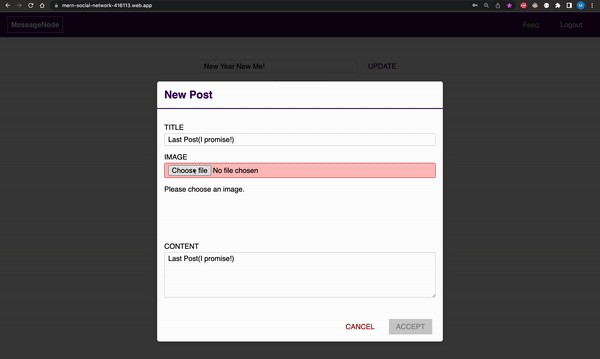 mern-social-network-416113.web.app
MessageNode
Feed
Logout
New Year New Me!
UPDATE
New Post
TITLE
Last Post(I promise!)
IMAGE
Choose file No file chosen
Please choose an image.
CONTENT
Last Post(I promise!)
CANCEL
ACCEPT